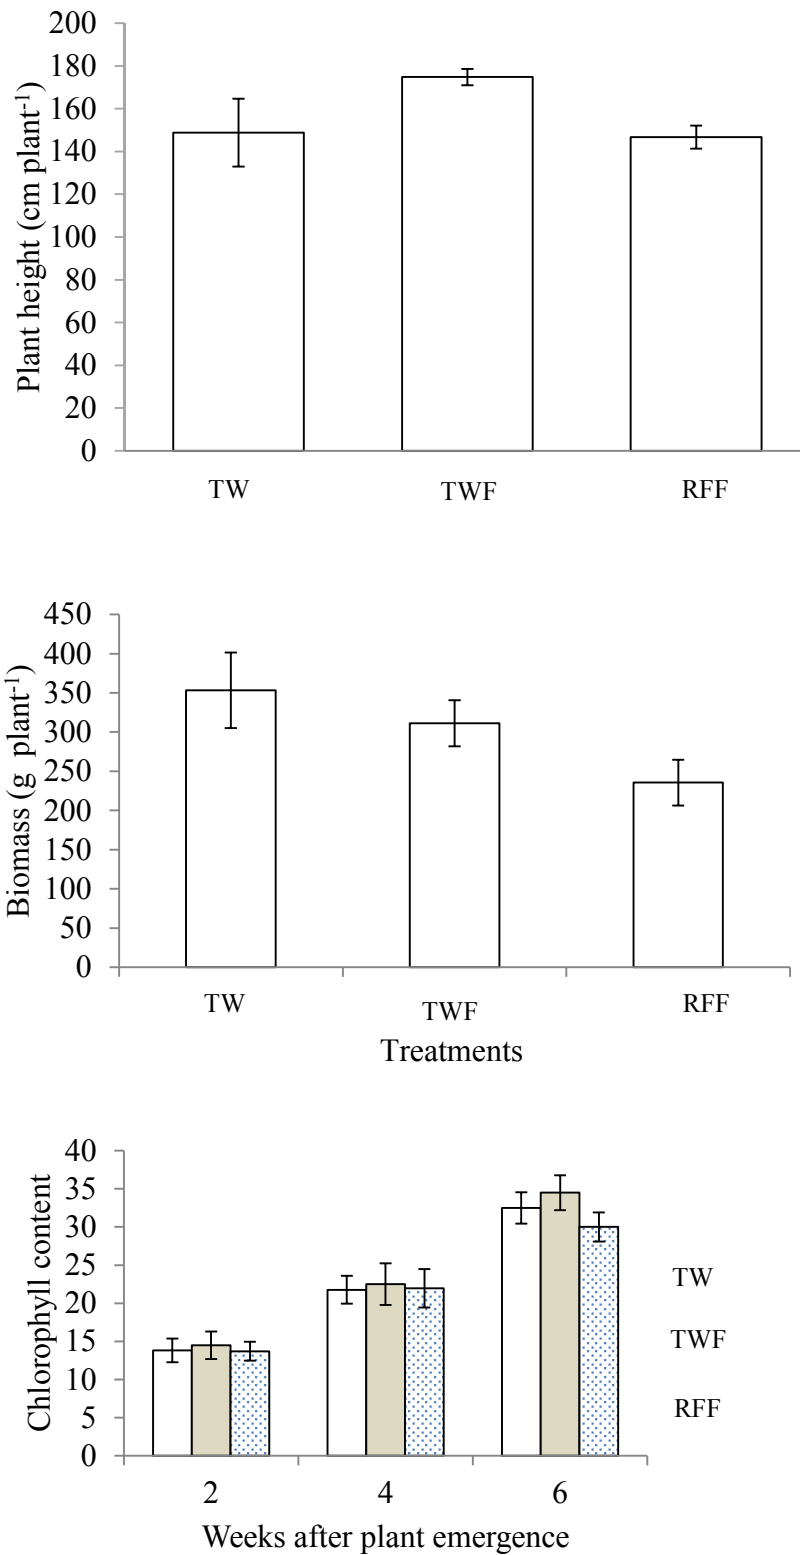 Plant height (cm plant⁻¹)
200
180
160
140
120
100
80
60
40
20
0
TW TWF RFF
Biomass (g plant⁻¹)
450
400
350
300
250
200
150
100
50
0
TW TWF RFF
Treatments
Chlorophyll content
40
35
30
25
20
15
10
5
0
2 4 6
Weeks after plant emergence
TW
TWF
RFF